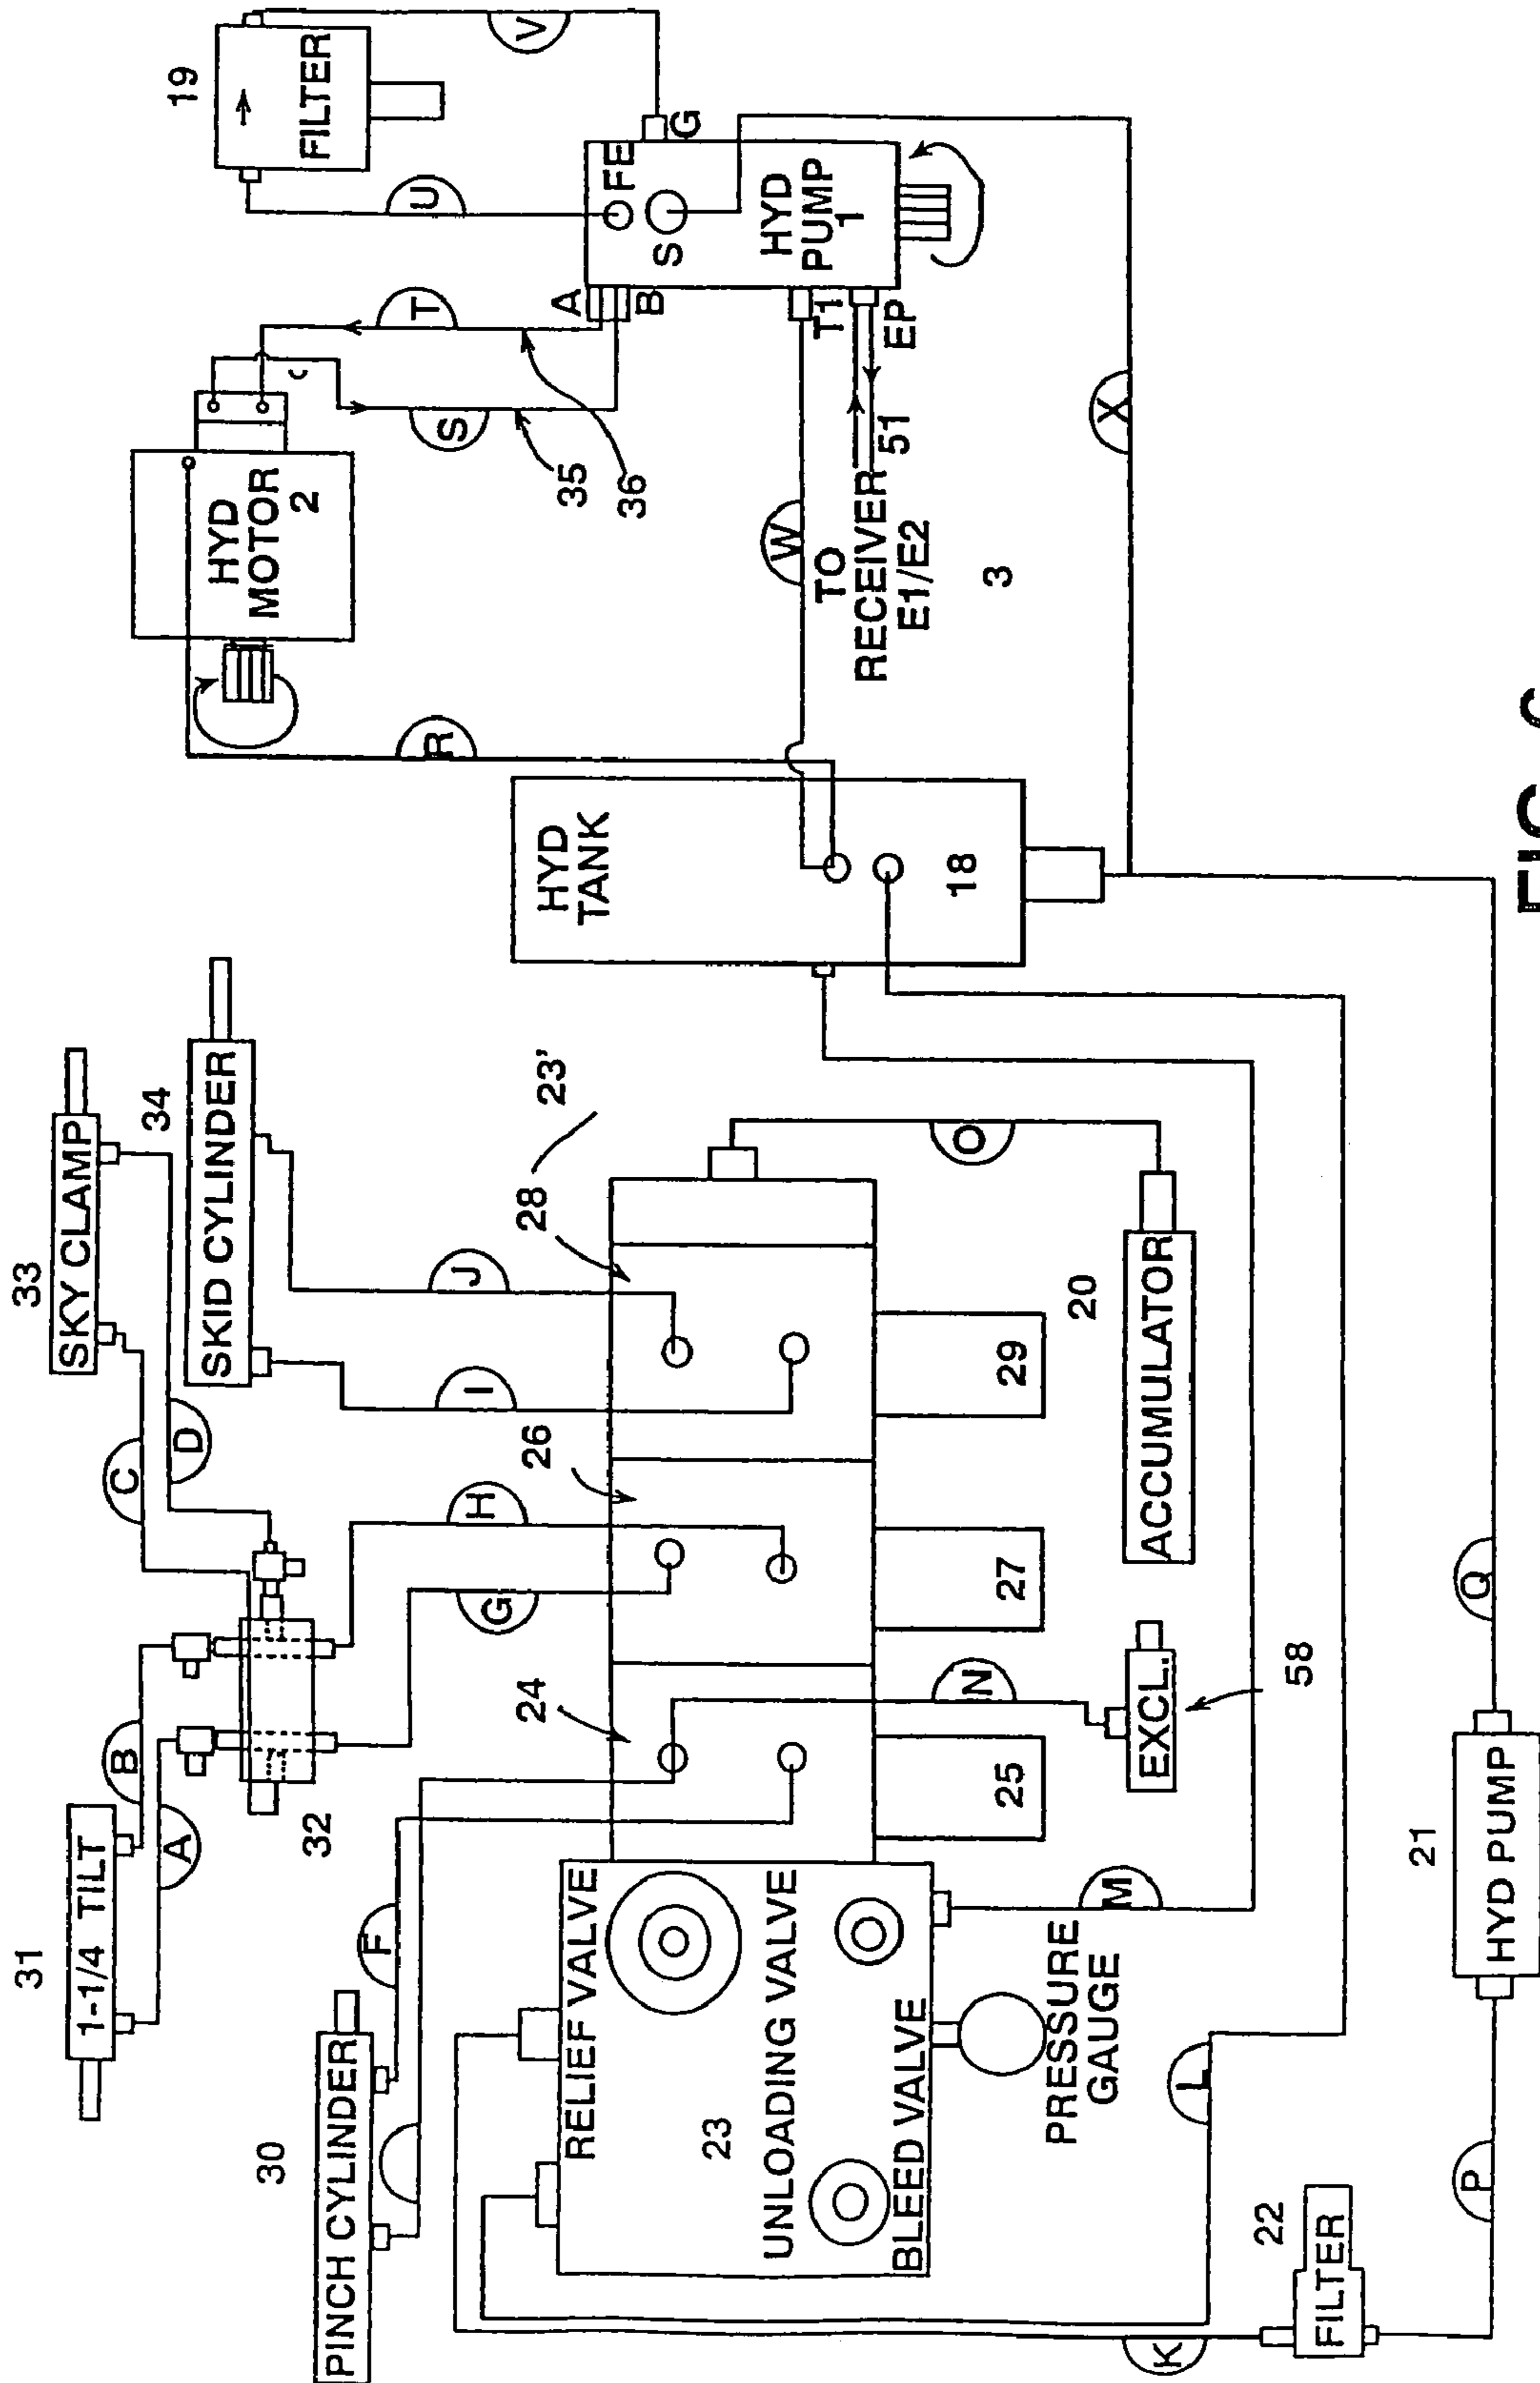 31
1-1/4 TILT
33
SKY CLAMP
34
SKID CYLINDER
30
PINCH CYLINDER
32
A
B
C
D
F
G
H
I
J
24
26
28
23'
RELIEF VALVE
23
UNLOADING VALVE
BLEED VALVE
PRESSURE
GAUGE
25
27
29
N
O
M
L
K
EXCL.
58
20
ACCUMULATOR
22
FILTER
P
21
HYD PUMP
Q
HYD
TANK
18
R
HYD
MOTOR
2
S
T
35
36
19
FILTER
U
V
A
B
FE
G
S
HYD
PUMP
1
T1
EP
W
TO
RECEIVER
E1/E2
51
3
X